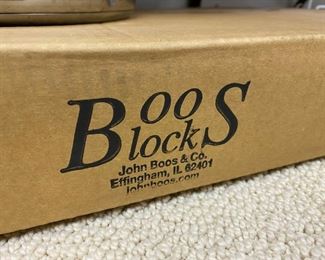 Boos
Blocks
John Boos & Co.
Effingham, IL 62401
johnboos.com